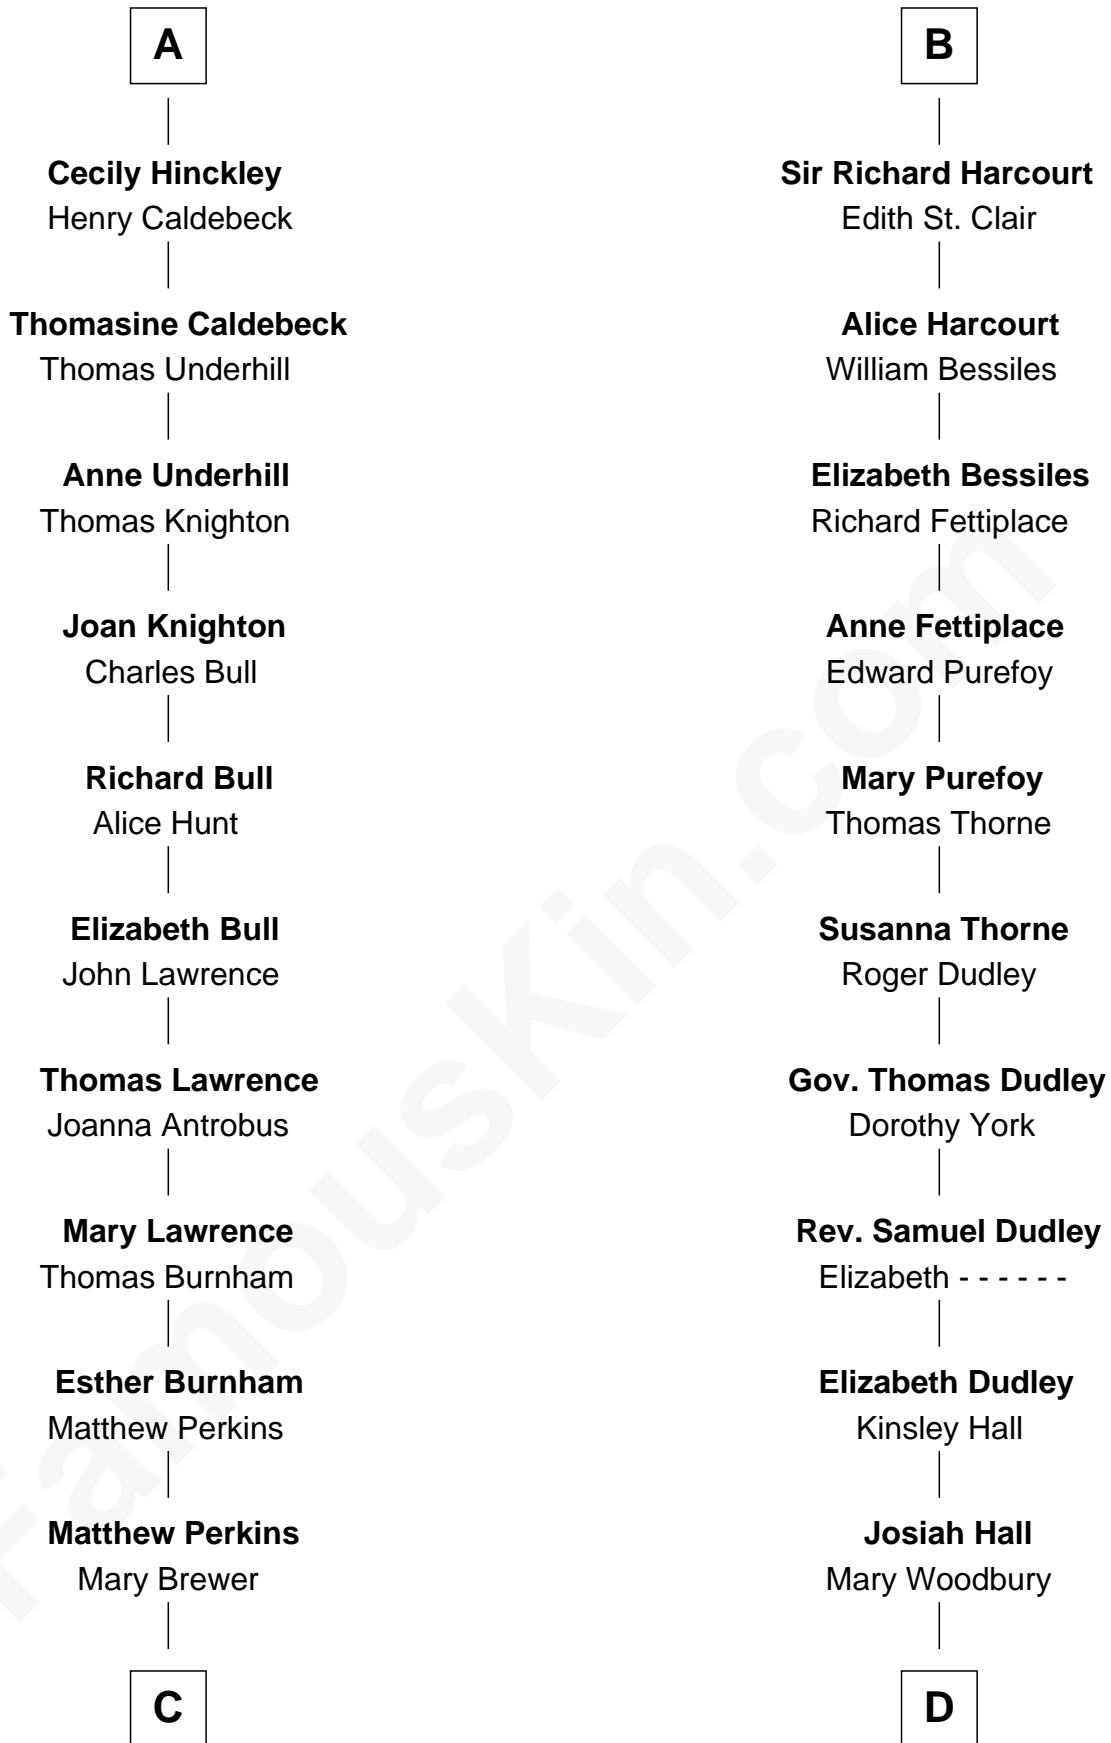 A
Cecily Hinckley
Henry Caldebeck
Thomasine Caldebeck
Thomas Underhill
Anne Underhill
Thomas Knighton
Joan Knighton
Charles Bull
Richard Bull
Alice Hunt
Elizabeth Bull
John Lawrence
Thomas Lawrence
Joanna Antrobus
Mary Lawrence
Thomas Burnham
Esther Burnham
Matthew Perkins
Matthew Perkins
Mary Brewer
C
B
Sir Richard Harcourt
Edith St. Clair
Alice Harcourt
William Bessiles
Elizabeth Bessiles
Richard Fettiplace
Anne Fettiplace
Edward Purefoy
Mary Purefoy
Thomas Thorne
Susanna Thorne
Roger Dudley
Gov. Thomas Dudley
Dorothy York
Rev. Samuel Dudley
Elizabeth - - - - - -
Elizabeth Dudley
Kinsley Hall
Josiah Hall
Mary Woodbury
D
FamousKin.com